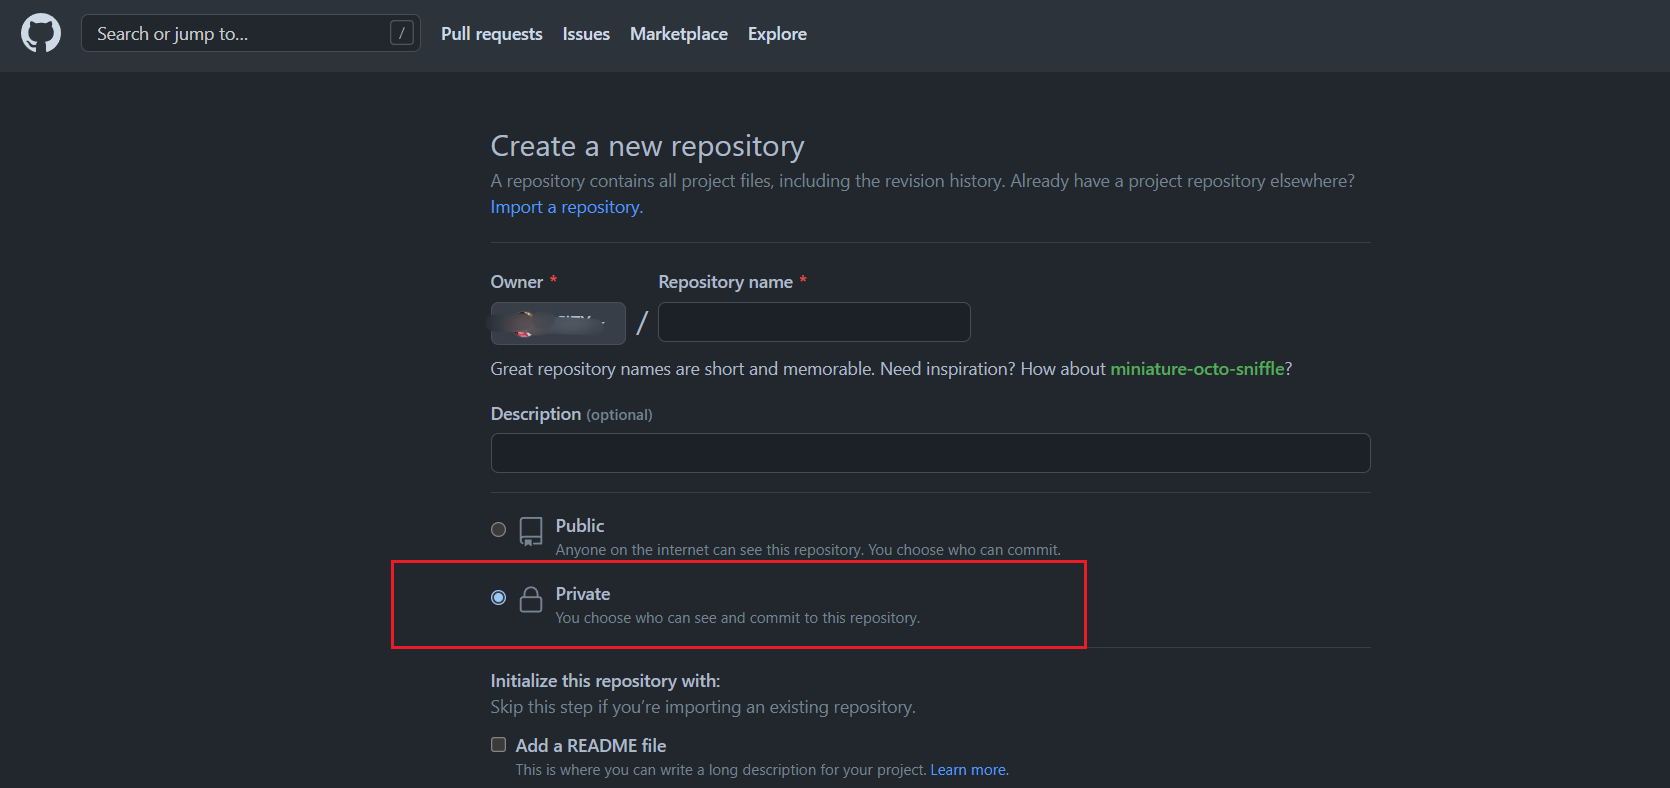 Search or jump to...
/
Pull requests
Issues
Marketplace
Explore
Create a new repository
A repository contains all project files, including the revision history. Already have a project repository elsewhere?
Import a repository.
Owner *
Repository name *
/
Great repository names are short and memorable. Need inspiration? How about miniature-octo-sniffle?
Description (optional)
Public
Anyone on the internet can see this repository. You choose who can commit.
Private
You choose who can see and commit to this repository.
Initialize this repository with:
Skip this step if you’re importing an existing repository.
Add a README file
This is where you can write a long description for your project. Learn more.